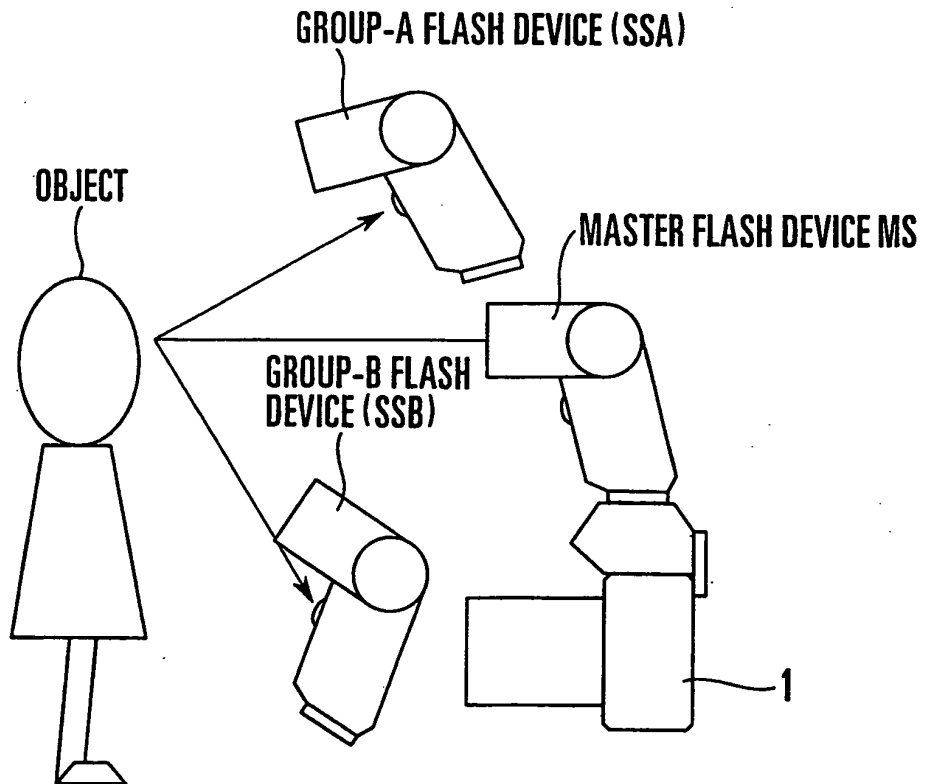 GROUP-A FLASH DEVICE (SSA)
OBJECT
MASTER FLASH DEVICE MS
GROUP-B FLASH
DEVICE (SSB)
1